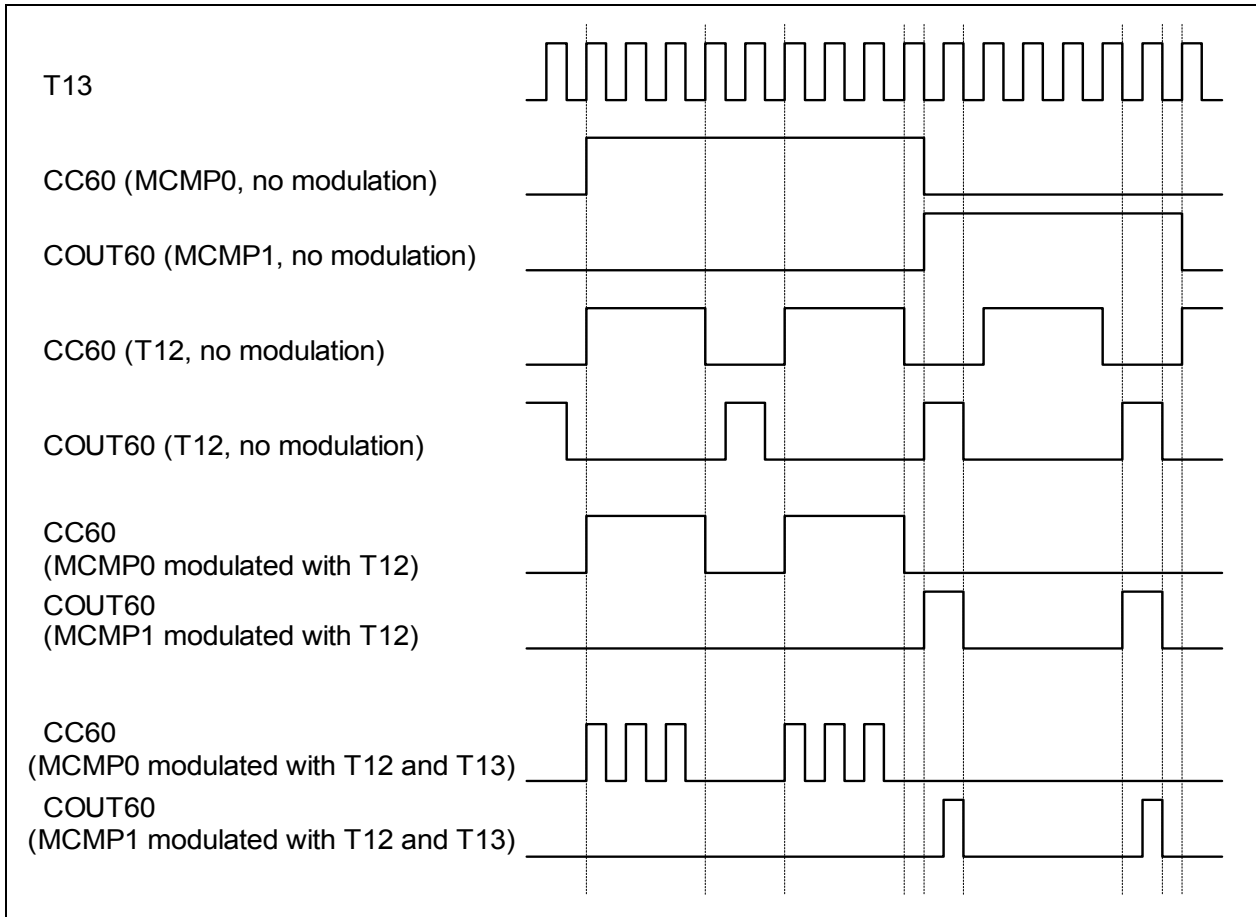 T13
CC60 (MCMP0, no modulation)
COUT60 (MCMP1, no modulation)
CC60 (T12, no modulation)
COUT60 (T12, no modulation)
CC60
(MCMP0 modulated with T12)
COUT60
(MCMP1 modulated with T12)
CC60
(MCMP0 modulated with T12 and T13)
COUT60
(MCMP1 modulated with T12 and T13)